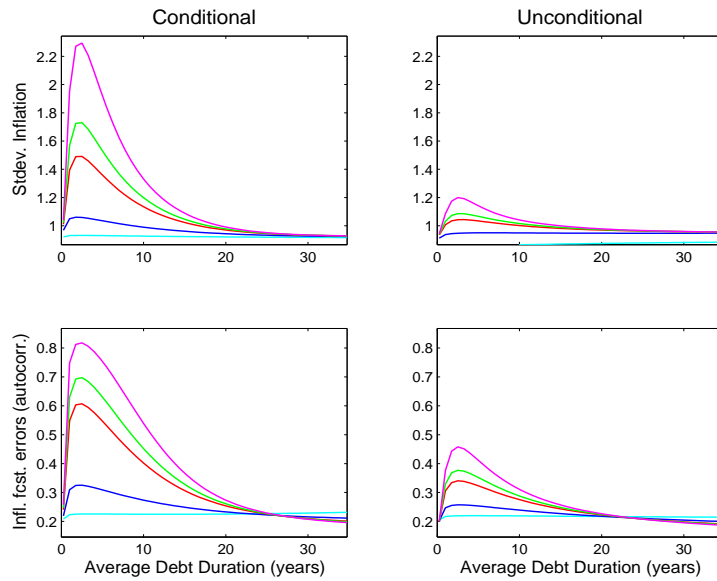 Conditional
Unconditional
Stdev. Inflation
2.2
2
1.8
1.6
1.4
1.2
1
0 10 20 30
2.2
2
1.8
1.6
1.4
1.2
1
0 10 20 30
Infl. fcst. errors (autocorr.)
0.8
0.7
0.6
0.5
0.4
0.3
0.2
0 10 20 30
Average Debt Duration (years)
0.8
0.7
0.6
0.5
0.4
0.3
0.2
0 10 20 30
Average Debt Duration (years)